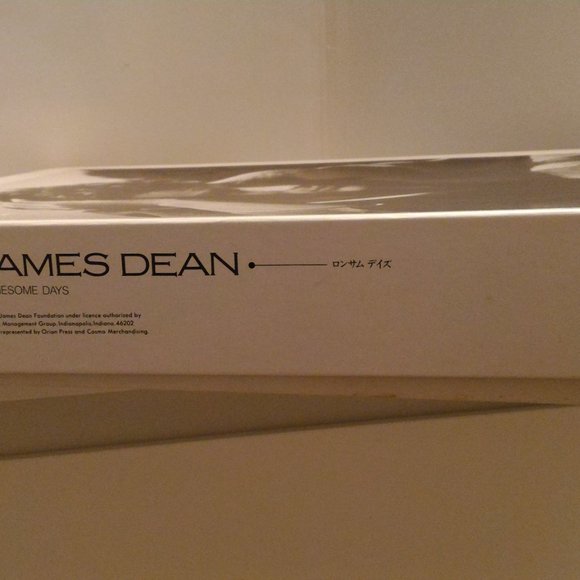 AMES DEAN
ロンサム デイズ
ESOME DAYS
James Dean Foundation under licence authorized by
Management Group, Indianapolis, Indiana. 46202
represented by Orion Press and Cosmo Merchandising.